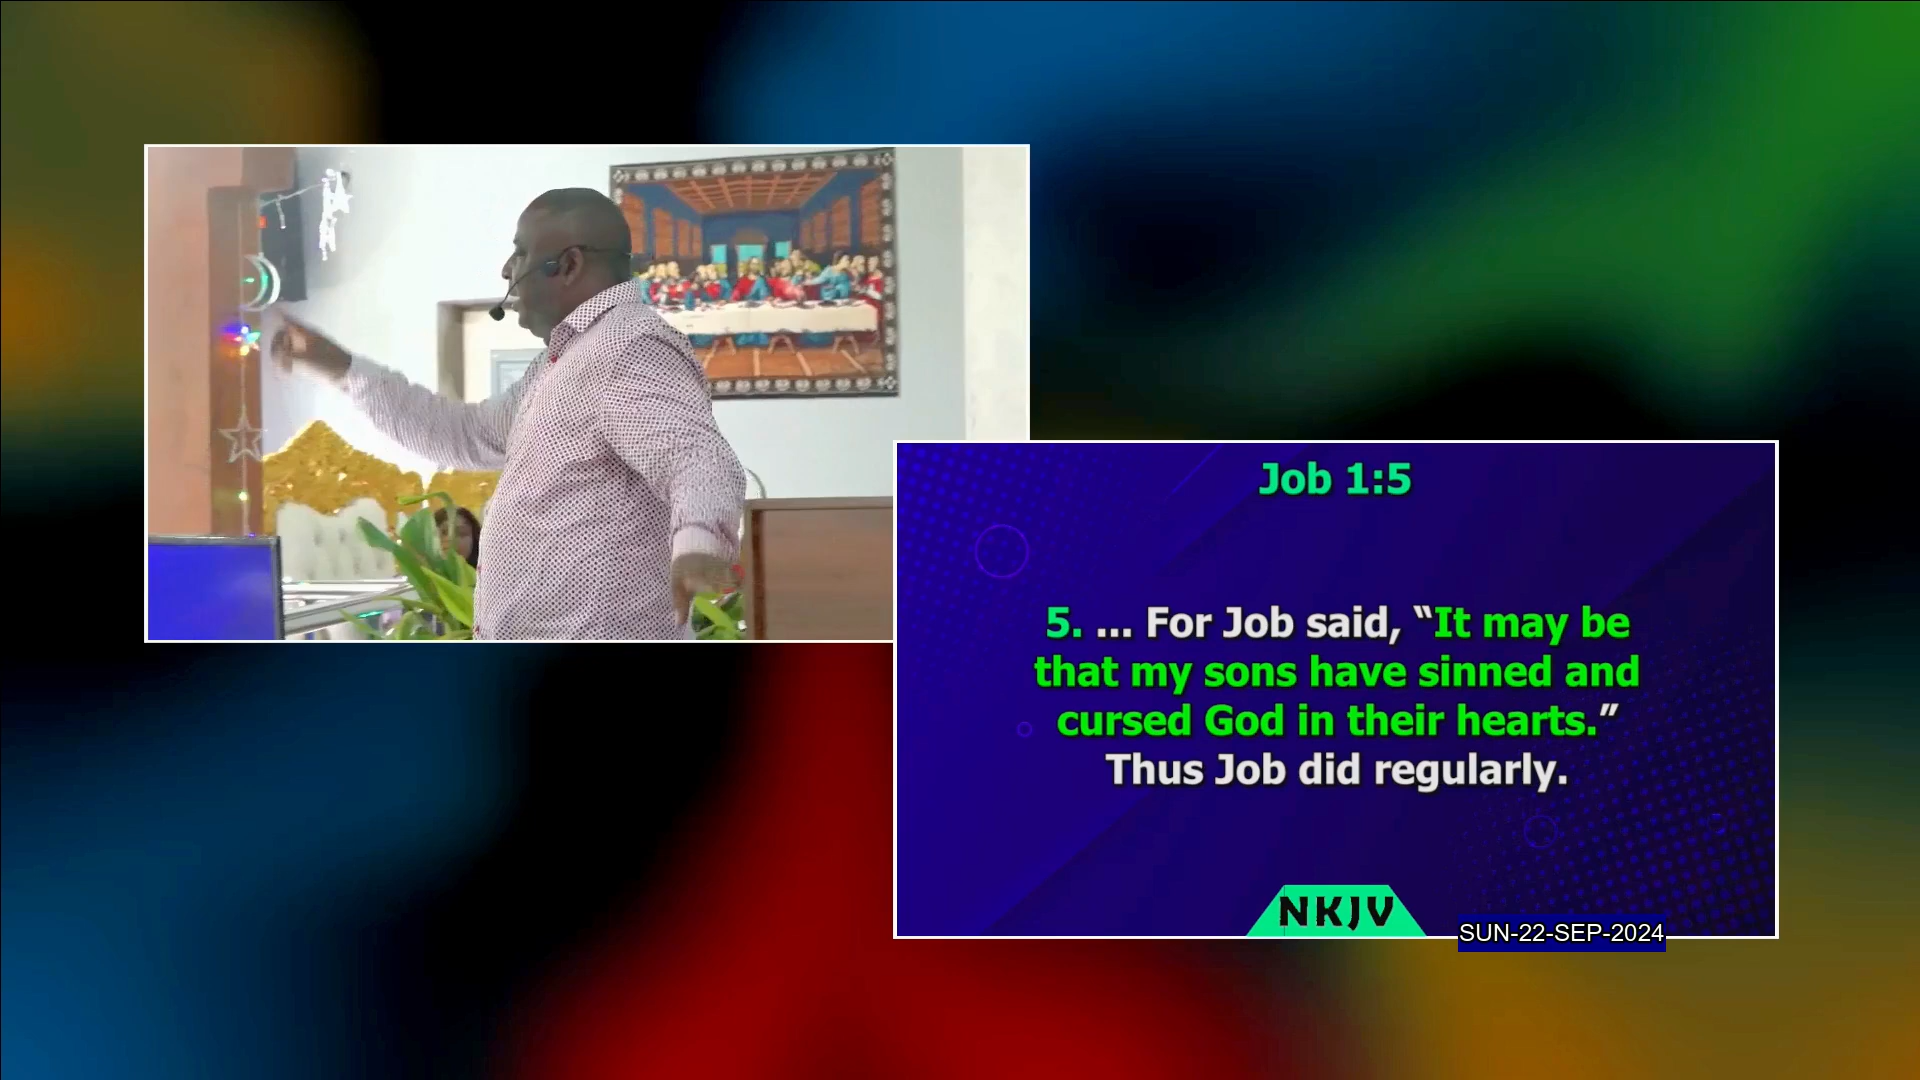 Job 1:5
5. ... For Job said, “It may be
that my sons have sinned and
cursed God in their hearts.”
Thus Job did regularly.
NKJV
SUN-22-SEP-2024